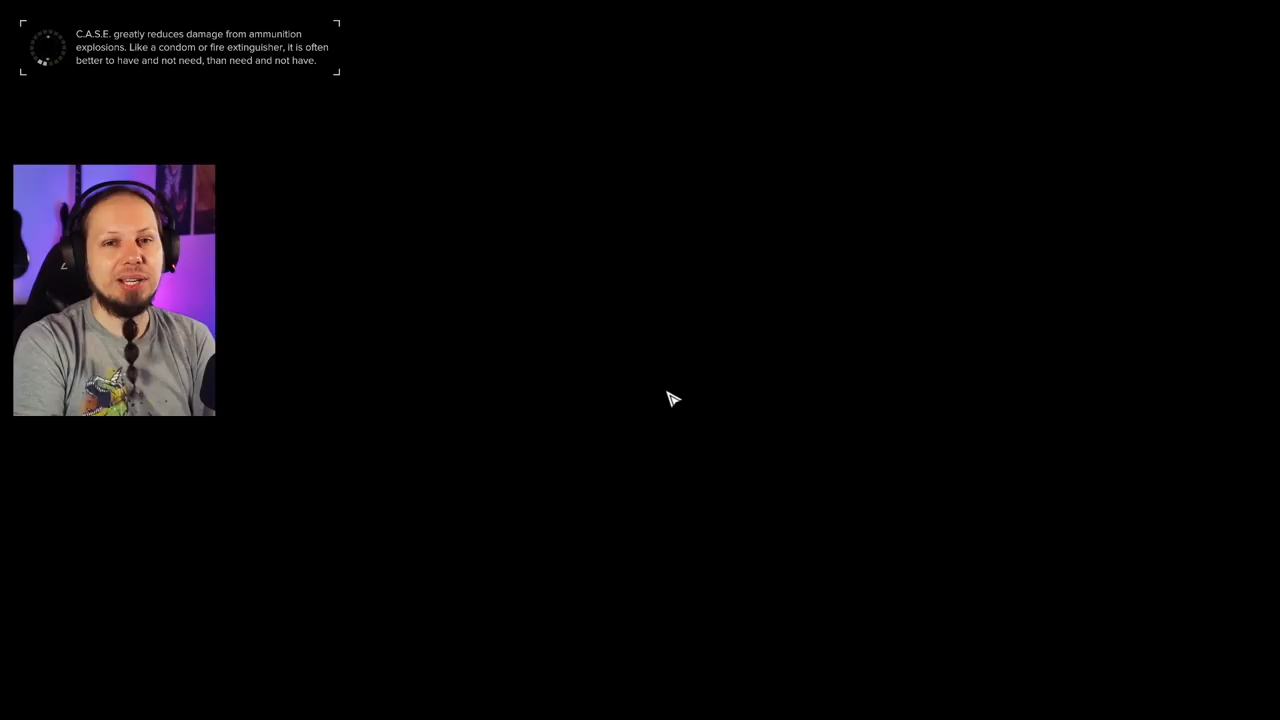 C.A.S.E. greatly reduces damage from ammunition
explosions. Like a condom or fire extinguisher, it is often
better to have and not need, than need and not have.